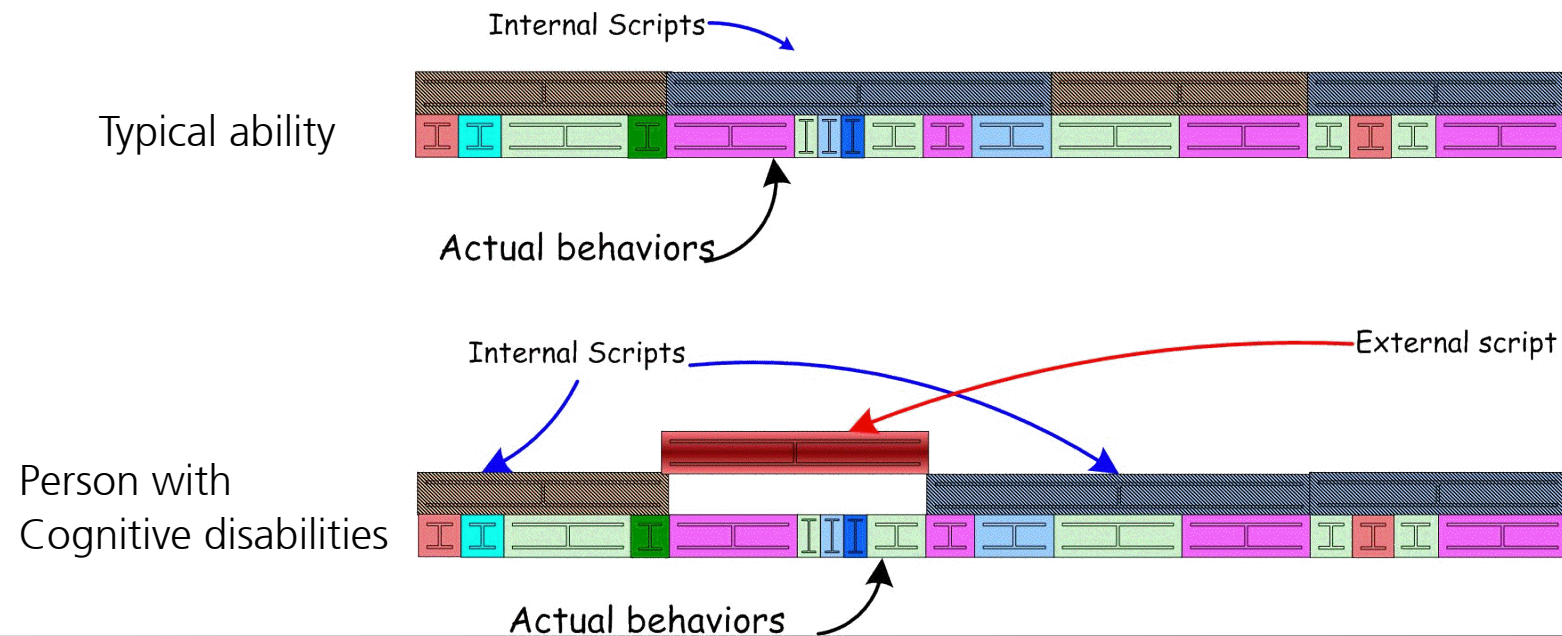 Internal Scripts
Typical ability
Actual behaviors
Internal Scripts
External script
Person with
Cognitive disabilities
Actual behaviors